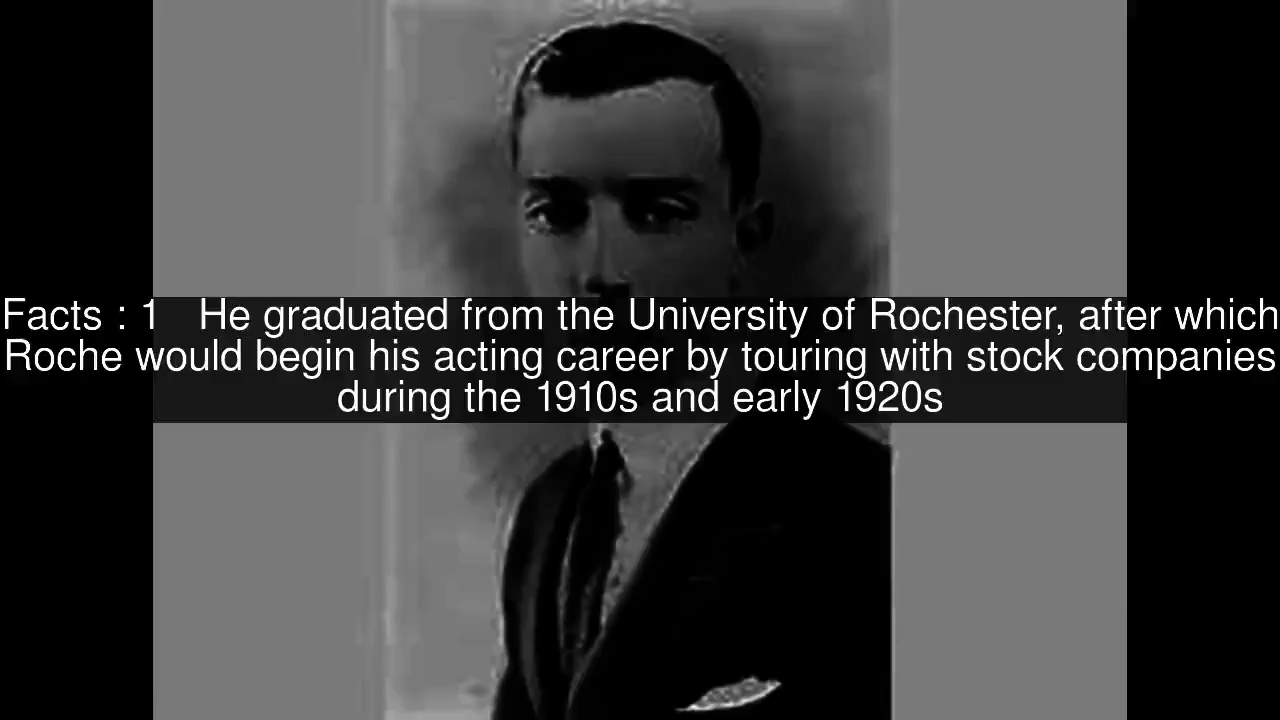 Facts : 1 He graduated from the University of Rochester, after which
Roche would begin his acting career by touring with stock companies
during the 1910s and early 1920s